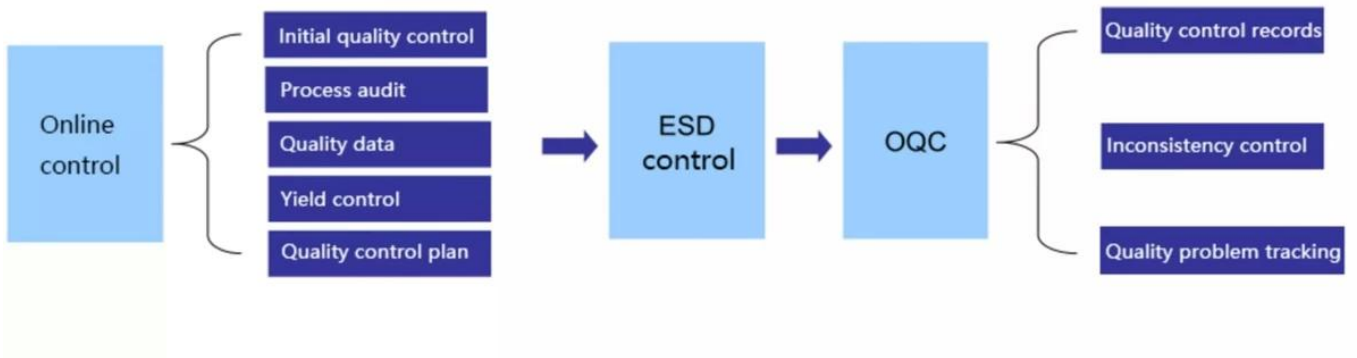 Online
control
Initial quality control
Process audit
Quality data
Yield control
Quality control plan
ESD
control
OQC
Quality control records
Inconsistency control
Quality problem tracking